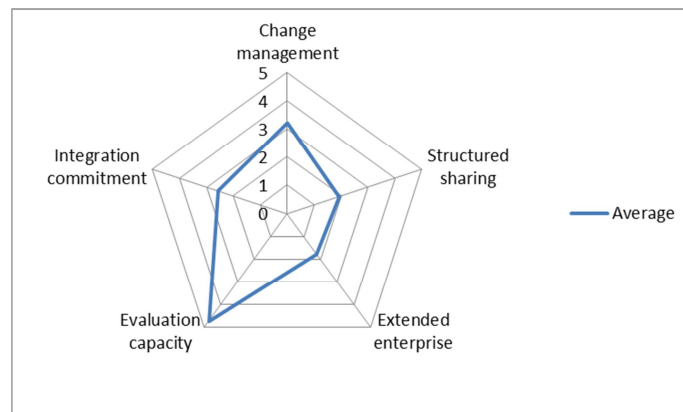 Change
management
5
4
3
2
1
0
Integration
commitment
Structured
sharing
Average
Evaluation
capacity
Extended
enterprise